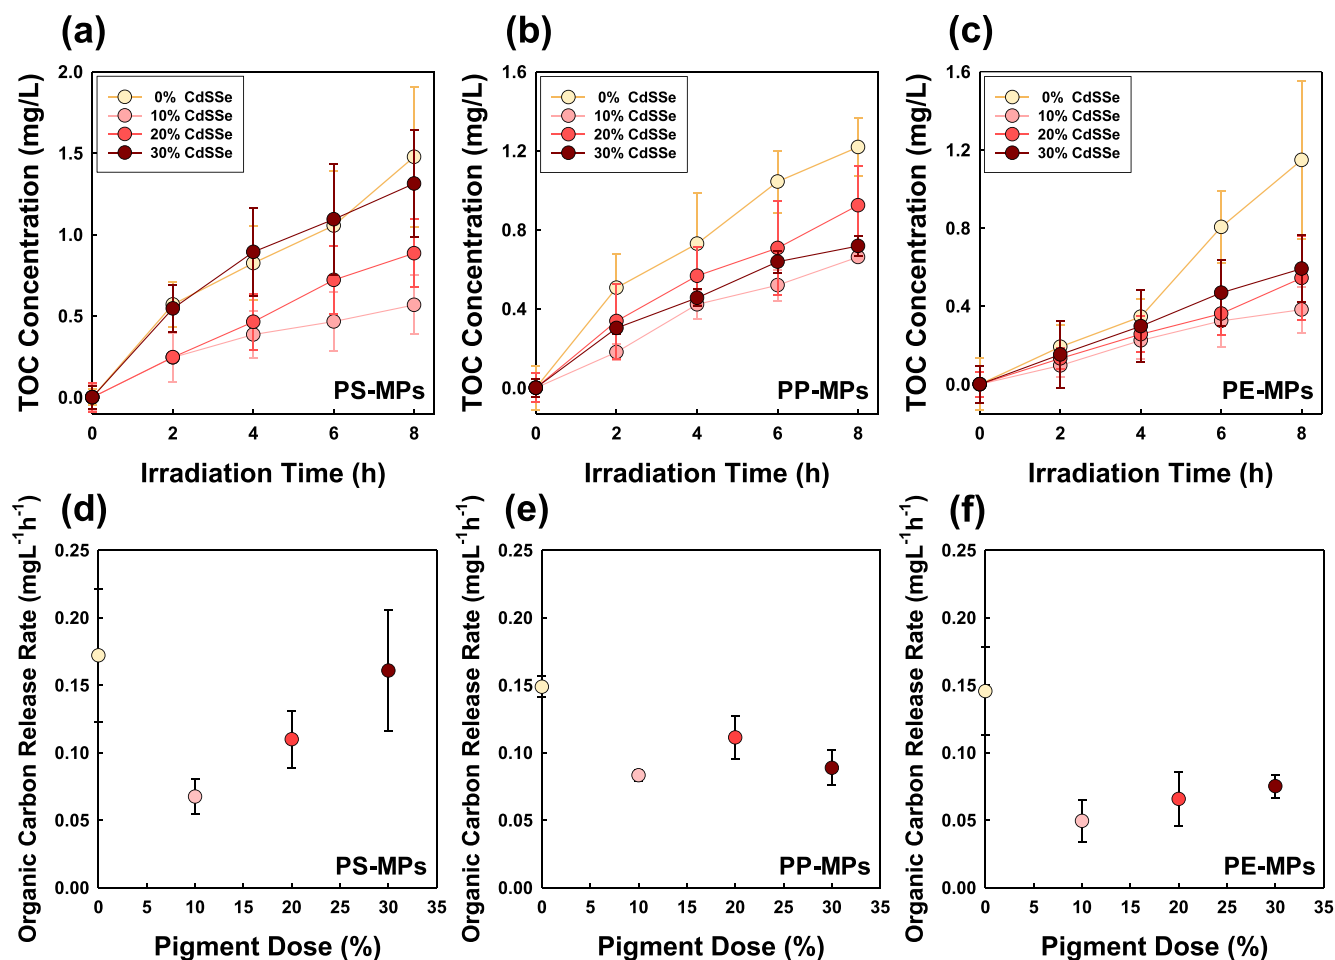 (a)
TOC Concentration (mg/L)
2.0
1.5
1.0
0.5
0.0
0% CdSSe
10% CdSSe
20% CdSSe
30% CdSSe
PS-MPs
0 2 4 6 8
Irradiation Time (h)
(b)
TOC Concentration (mg/L)
1.6
1.2
0.8
0.4
0.0
0% CdSSe
10% CdSSe
20% CdSSe
30% CdSSe
PP-MPs
0 2 4 6 8
Irradiation Time (h)
(c)
TOC Concentration (mg/L)
1.6
1.2
0.8
0.4
0.0
0% CdSSe
10% CdSSe
20% CdSSe
30% CdSSe
PE-MPs
0 2 4 6 8
Irradiation Time (h)
(d)
Organic Carbon Release Rate (mgL⁻¹h⁻¹)
0.25
0.20
0.15
0.10
0.05
0.00
PS-MPs
0 5 10 15 20 25 30 35
Pigment Dose (%)
(e)
Organic Carbon Release Rate (mgL⁻¹h⁻¹)
0.25
0.20
0.15
0.10
0.05
0.00
PP-MPs
0 5 10 15 20 25 30 35
Pigment Dose (%)
(f)
Organic Carbon Release Rate (mgL⁻¹h⁻¹)
0.25
0.20
0.15
0.10
0.05
0.00
PE-MPs
0 5 10 15 20 25 30 35
Pigment Dose (%)